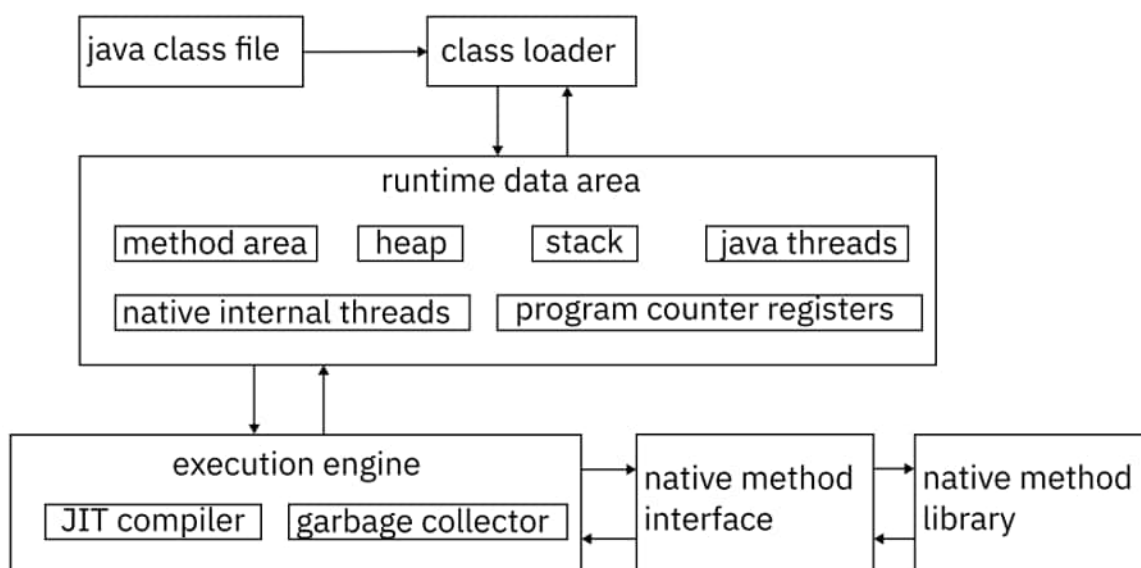 java class file
class loader
runtime data area
method area
heap
stack
java threads
native internal threads
program counter registers
execution engine
JIT compiler
garbage collector
native method
interface
native method
library